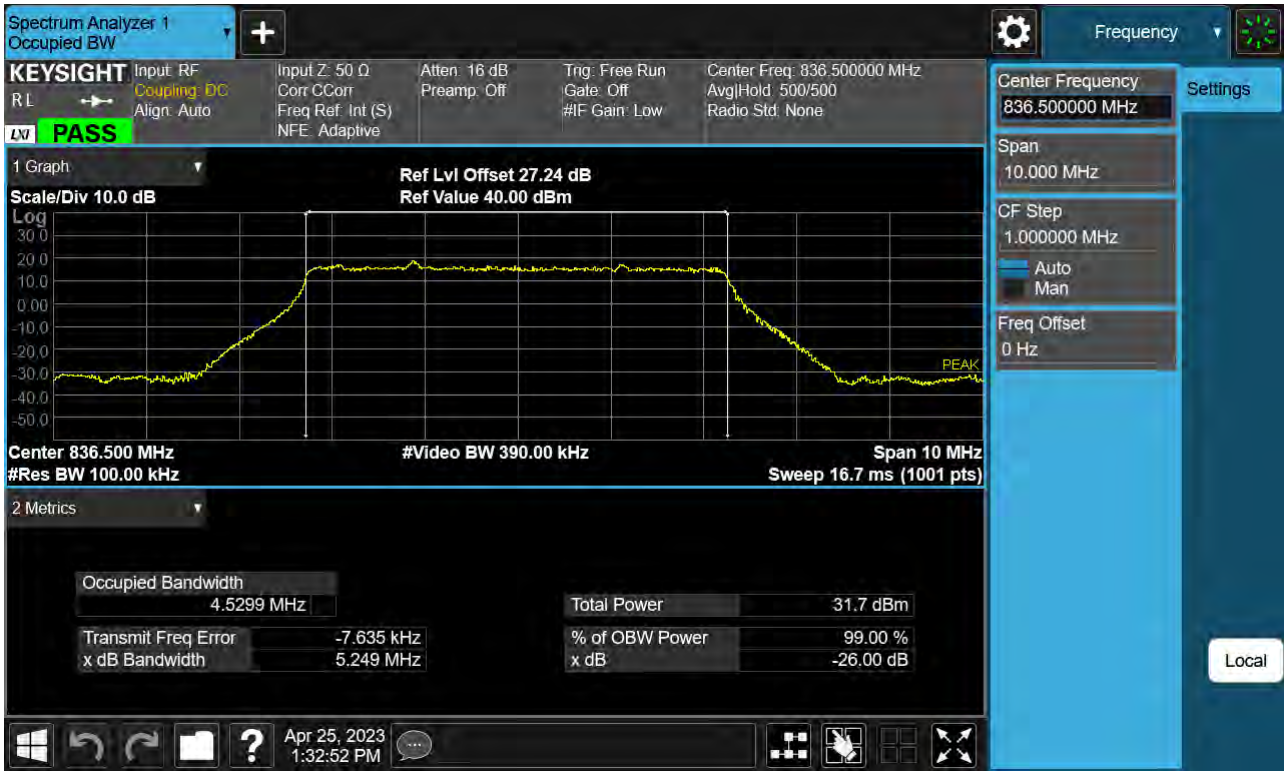 Spectrum Analyzer 1
Occupied BW
+
Frequency
KEYSIGHT
R L
LXI
PASS
Input: RF
Coupling: DC
Align: Auto
Input Z: 50 Ω
Corr CCorr
Freq Ref: Int (S)
NFE: Adaptive
Atten: 16 dB
Preamp: Off
Trig: Free Run
Gate: Off
#IF Gain: Low
Center Freq: 836.500000 MHz
Avg|Hold: 500/500
Radio Std: None
Center Frequency
836.500000 MHz
Settings
Span
10.000 MHz
CF Step
1.000000 MHz
Auto
Man
Freq Offset
0 Hz
Local
1 Graph
Ref Lvl Offset 27.24 dB
Scale/Div 10.0 dB
Ref Value 40.00 dBm
Log
30.0
20.0
10.0
0.00
-10.0
-20.0
-30.0
-40.0
-50.0
PEAK
Center 836.500 MHz
#Video BW 390.00 kHz
Span 10 MHz
#Res BW 100.00 kHz
Sweep 16.7 ms (1001 pts)
2 Metrics
Occupied Bandwidth
4.5299 MHz
Total Power 31.7 dBm
Transmit Freq Error -7.635 kHz
% of OBW Power 99.00 %
x dB Bandwidth 5.249 MHz
x dB -26.00 dB
?
Apr 25, 2023
1:32:52 PM